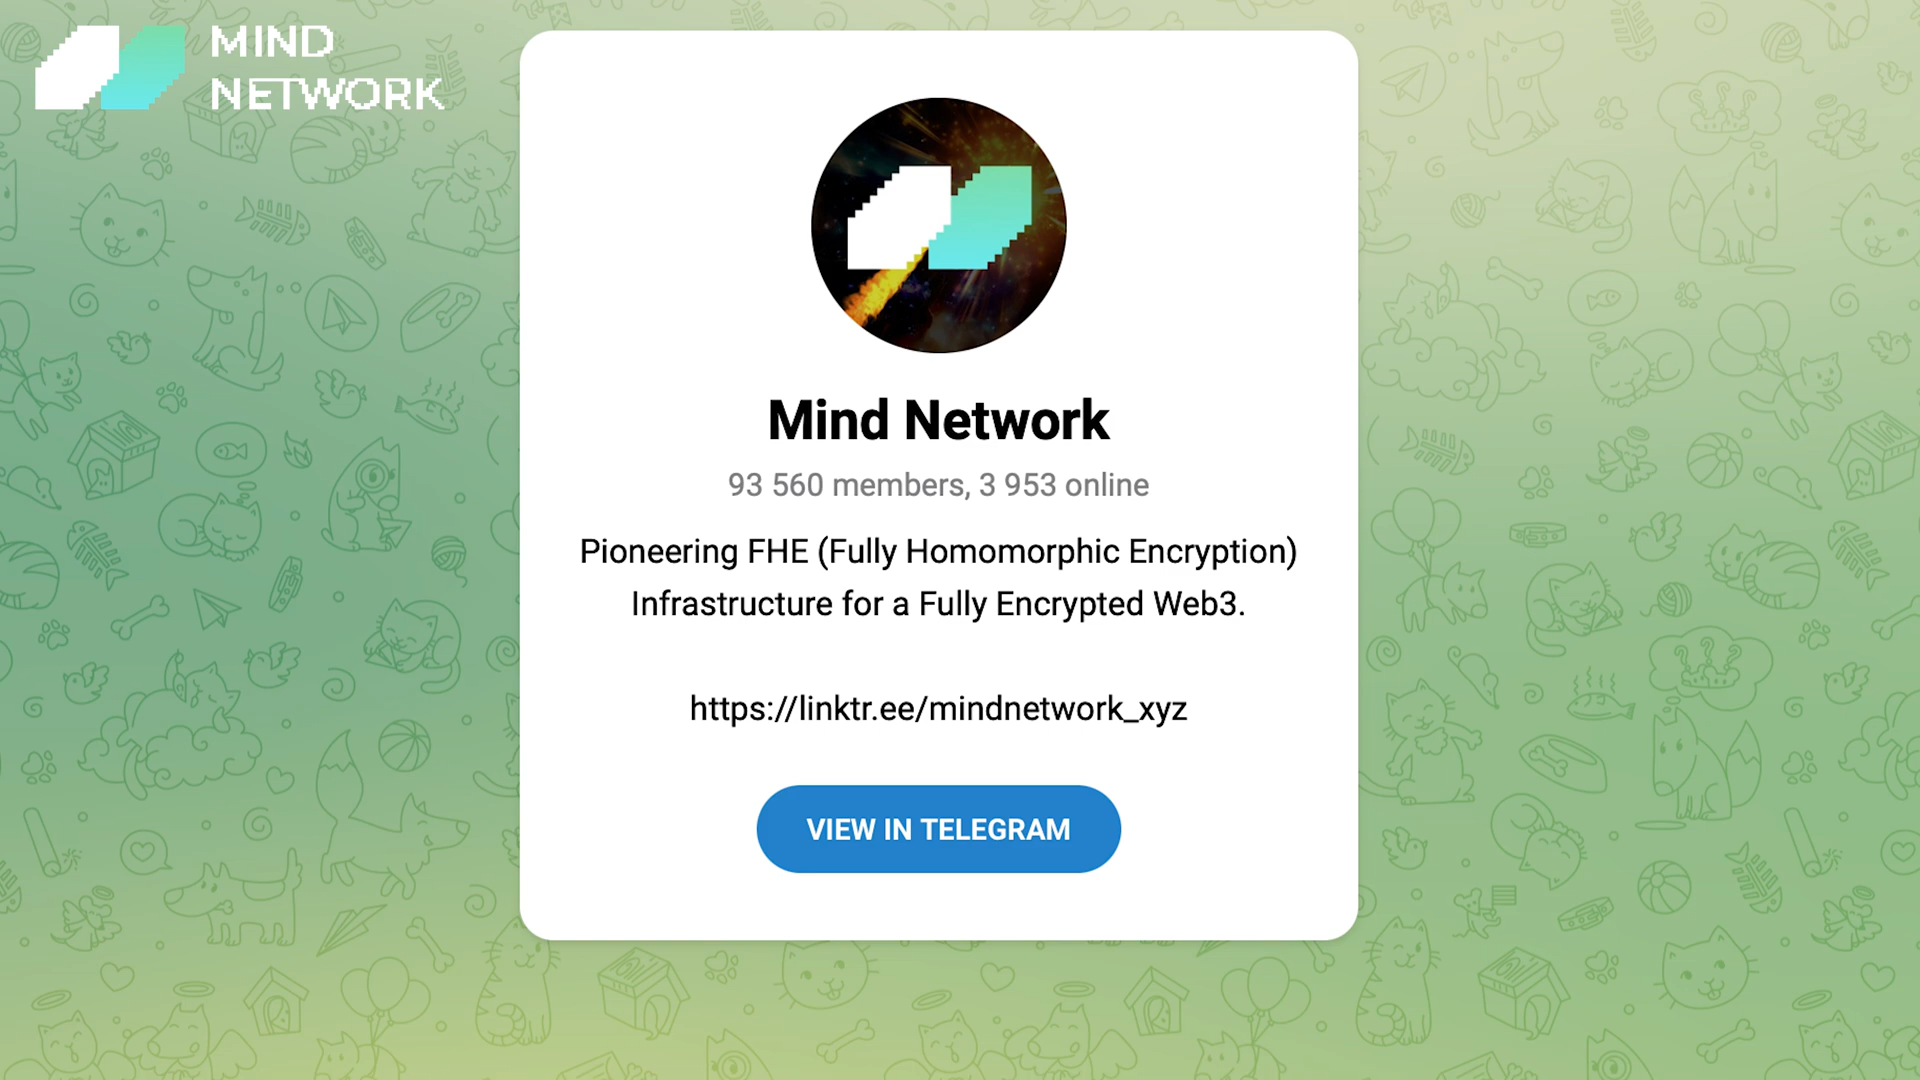 MIND
NETWORK
Mind Network
93 560 members, 3 953 online
Pioneering FHE (Fully Homomorphic Encryption)
Infrastructure for a Fully Encrypted Web3.
https://linktr.ee/mindnetwork_xyz
VIEW IN TELEGRAM